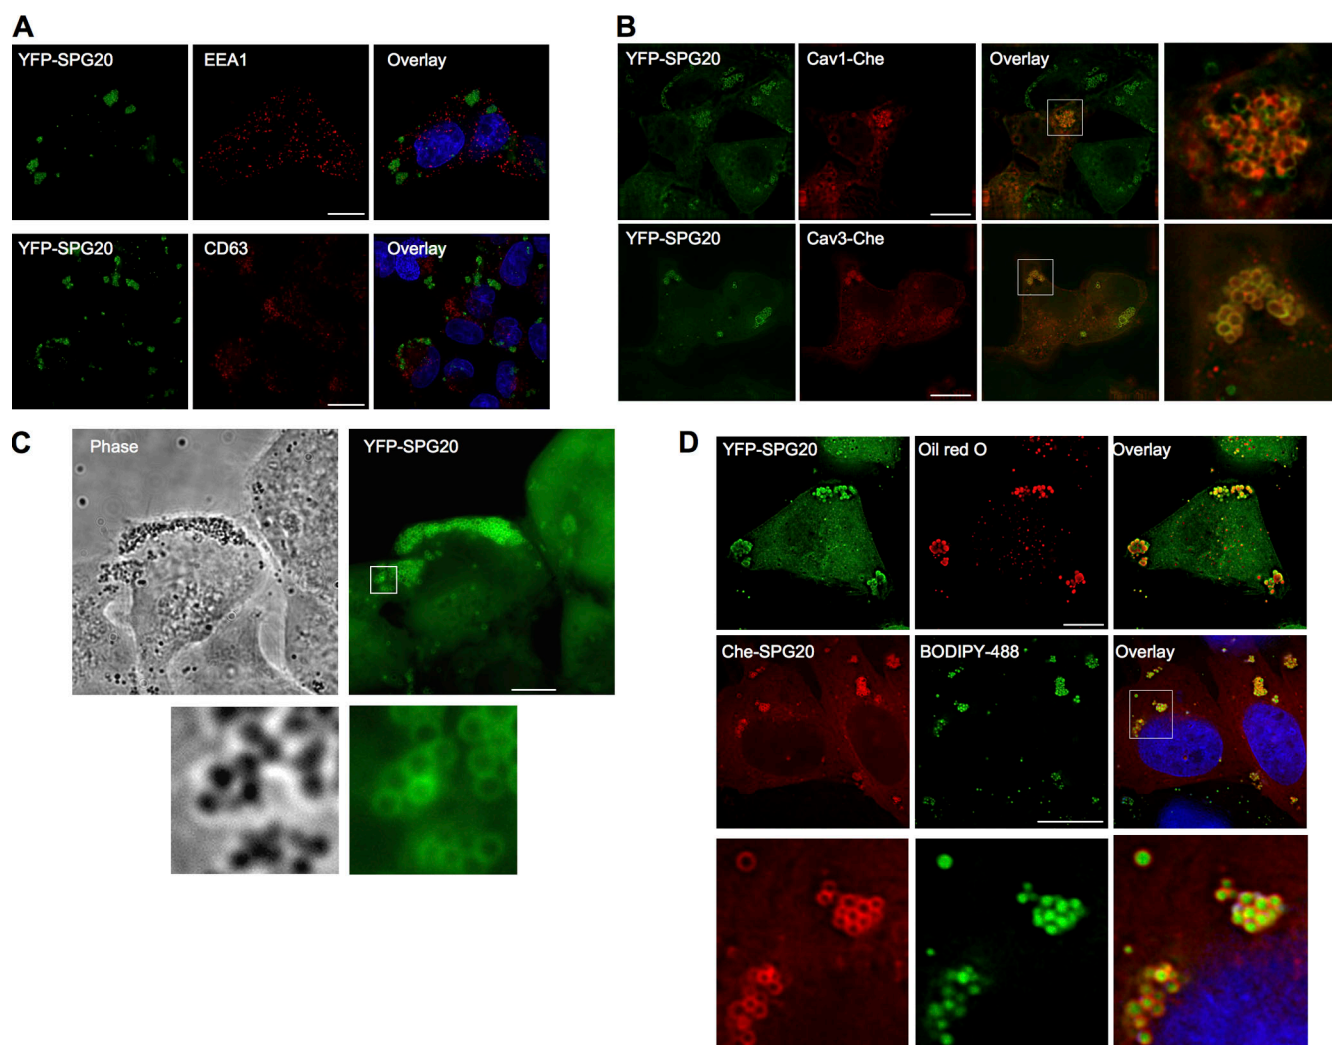 A
YFP-SPG20 EEA1 Overlay
YFP-SPG20 CD63 Overlay
B
YFP-SPG20 Cav1-Che Overlay
YFP-SPG20 Cav3-Che Overlay
C
Phase YFP-SPG20
D
YFP-SPG20 Oil red O Overlay
Che-SPG20 BODIPY-488 Overlay